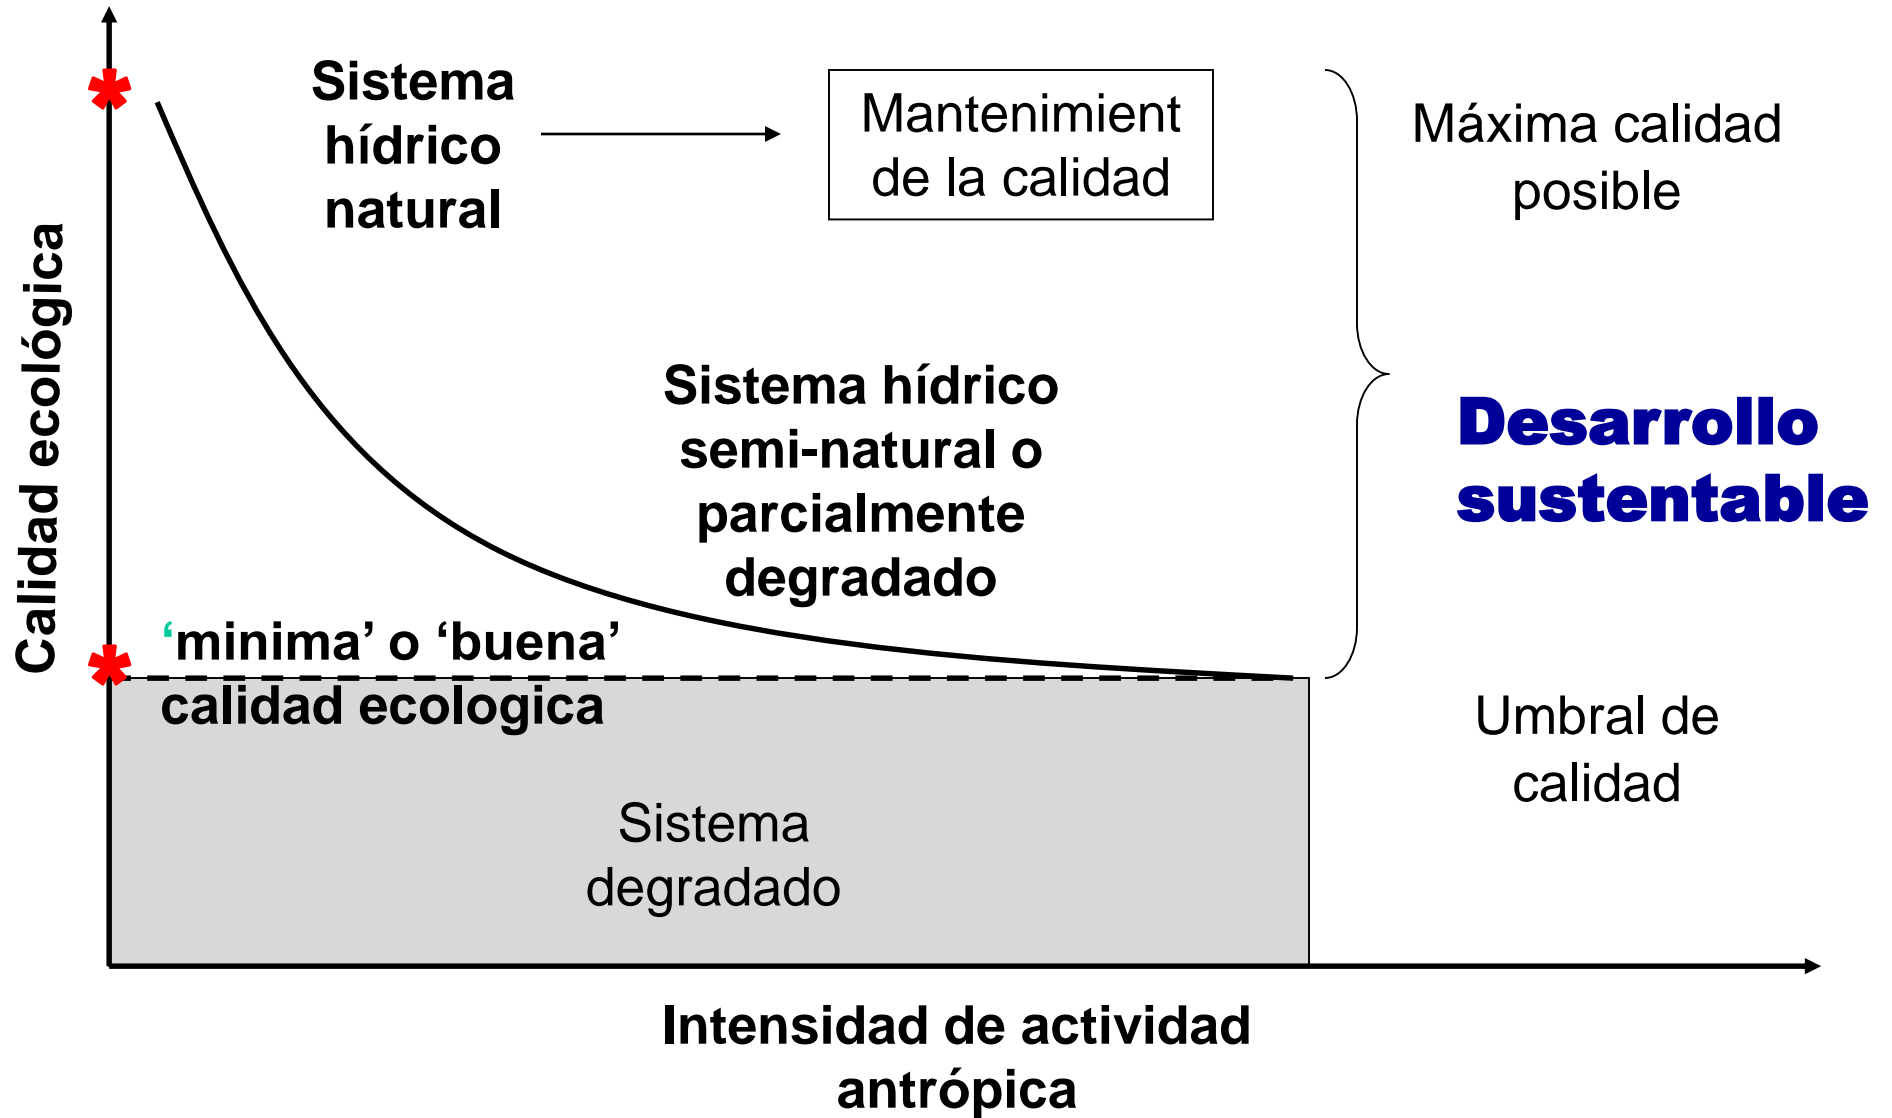 Sistema
hídrico
natural
Mantenimient
de la calidad
Máxima calidad
posible
Calidad ecológica
Sistema hídrico
semi-natural o
parcialmente
degradado
Desarrollo
sustentable
‘minima’ o ‘buena’
calidad ecologica
Umbral de
calidad
Sistema
degradado
Intensidad de actividad
antrópica